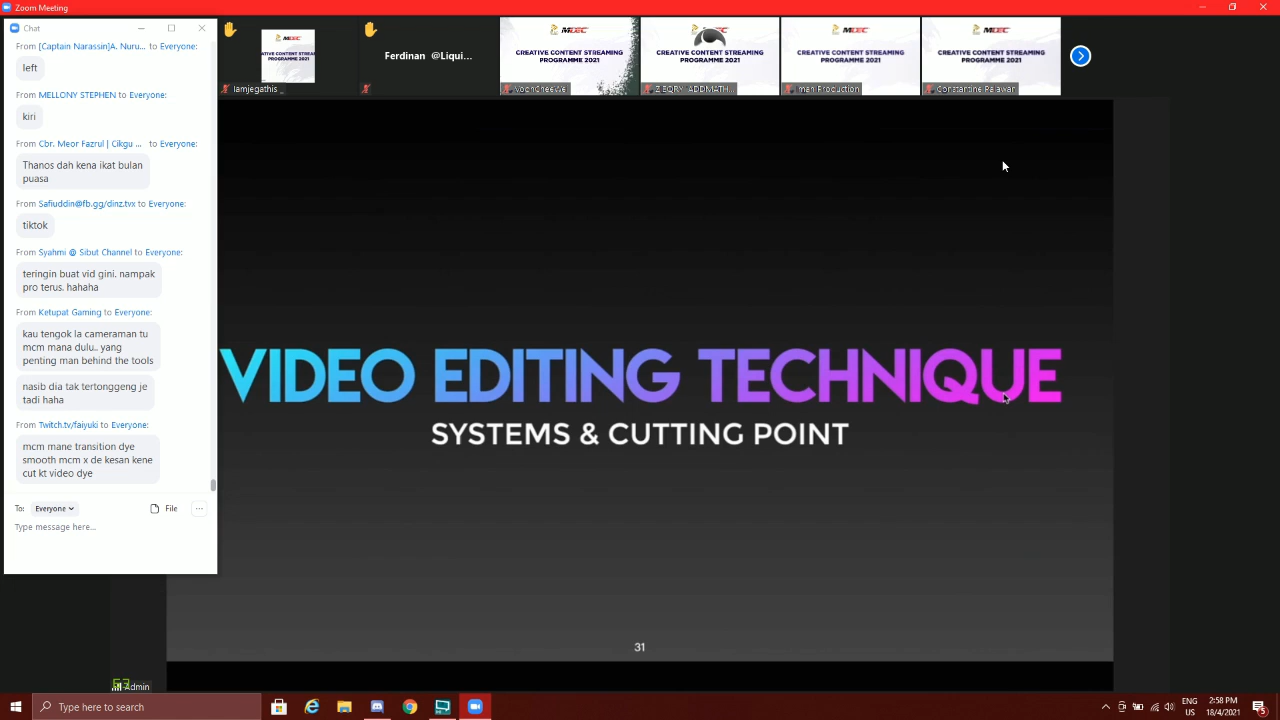 Zoom Meeting
Chat
From [Captain Narassin]A. Nuru... to Everyone:
left
From MELLONY STEPHEN to Everyone:
kiri
From Cbr. Meor Fazrul | Cikgu ... to Everyone:
Thanos dah kena ikat bulan
puasa
From Safiuddin@fb.gg/dinz.tvx to Everyone:
tiktok
From Syahmi @ Sibut Channel to Everyone:
teringin buat vid gini. nampak
pro terus. hahaha
From Ketupat Gaming to Everyone:
kau tengok la cameraman tu
mcm mana dulu.. yang
penting man behind the tools
nasib dia tak tertonggeng je
tadi haha
From Twitch.tv/faiyuki to Everyone:
mcm mane transition dye
smooth mcm x de kesan kene
cut kt video dye
To: Everyone
File
Type message here...
Iamjegathis...
Ferdinan @Liqui...
MDEC
CREATIVE CONTENT STREAMING
PROGRAMME 2021
VoonCheeWei
CREATIVE CONTENT STREAMING
PROGRAMME 2021
MDEC
CREATIVE CONTENT STREAMING
PROGRAMME 2021
Iman Production
MDEC
CREATIVE CONTENT STREAMING
PROGRAMME 2021
Constantine Palawar
VIDEO EDITING TECHNIQUE
SYSTEMS & CUTTING POINT
31
Admin
Type here to search
ENG
US
2:58 PM
18/4/2021
5